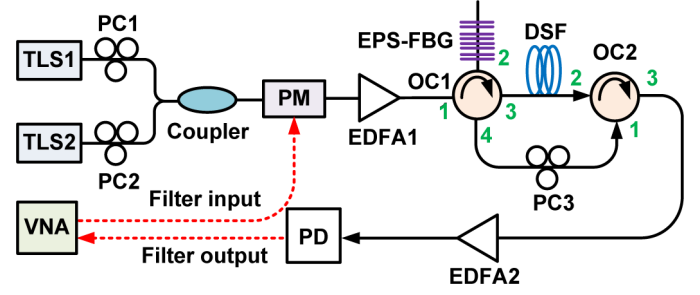 PC1
TLS1
TLS2
PC2
Coupler
PM
EDFA1
EPS-FBG
2
OC1
1
3
4
DSF
2
OC2
3
1
PC3
Filter input
VNA
Filter output
PD
EDFA2